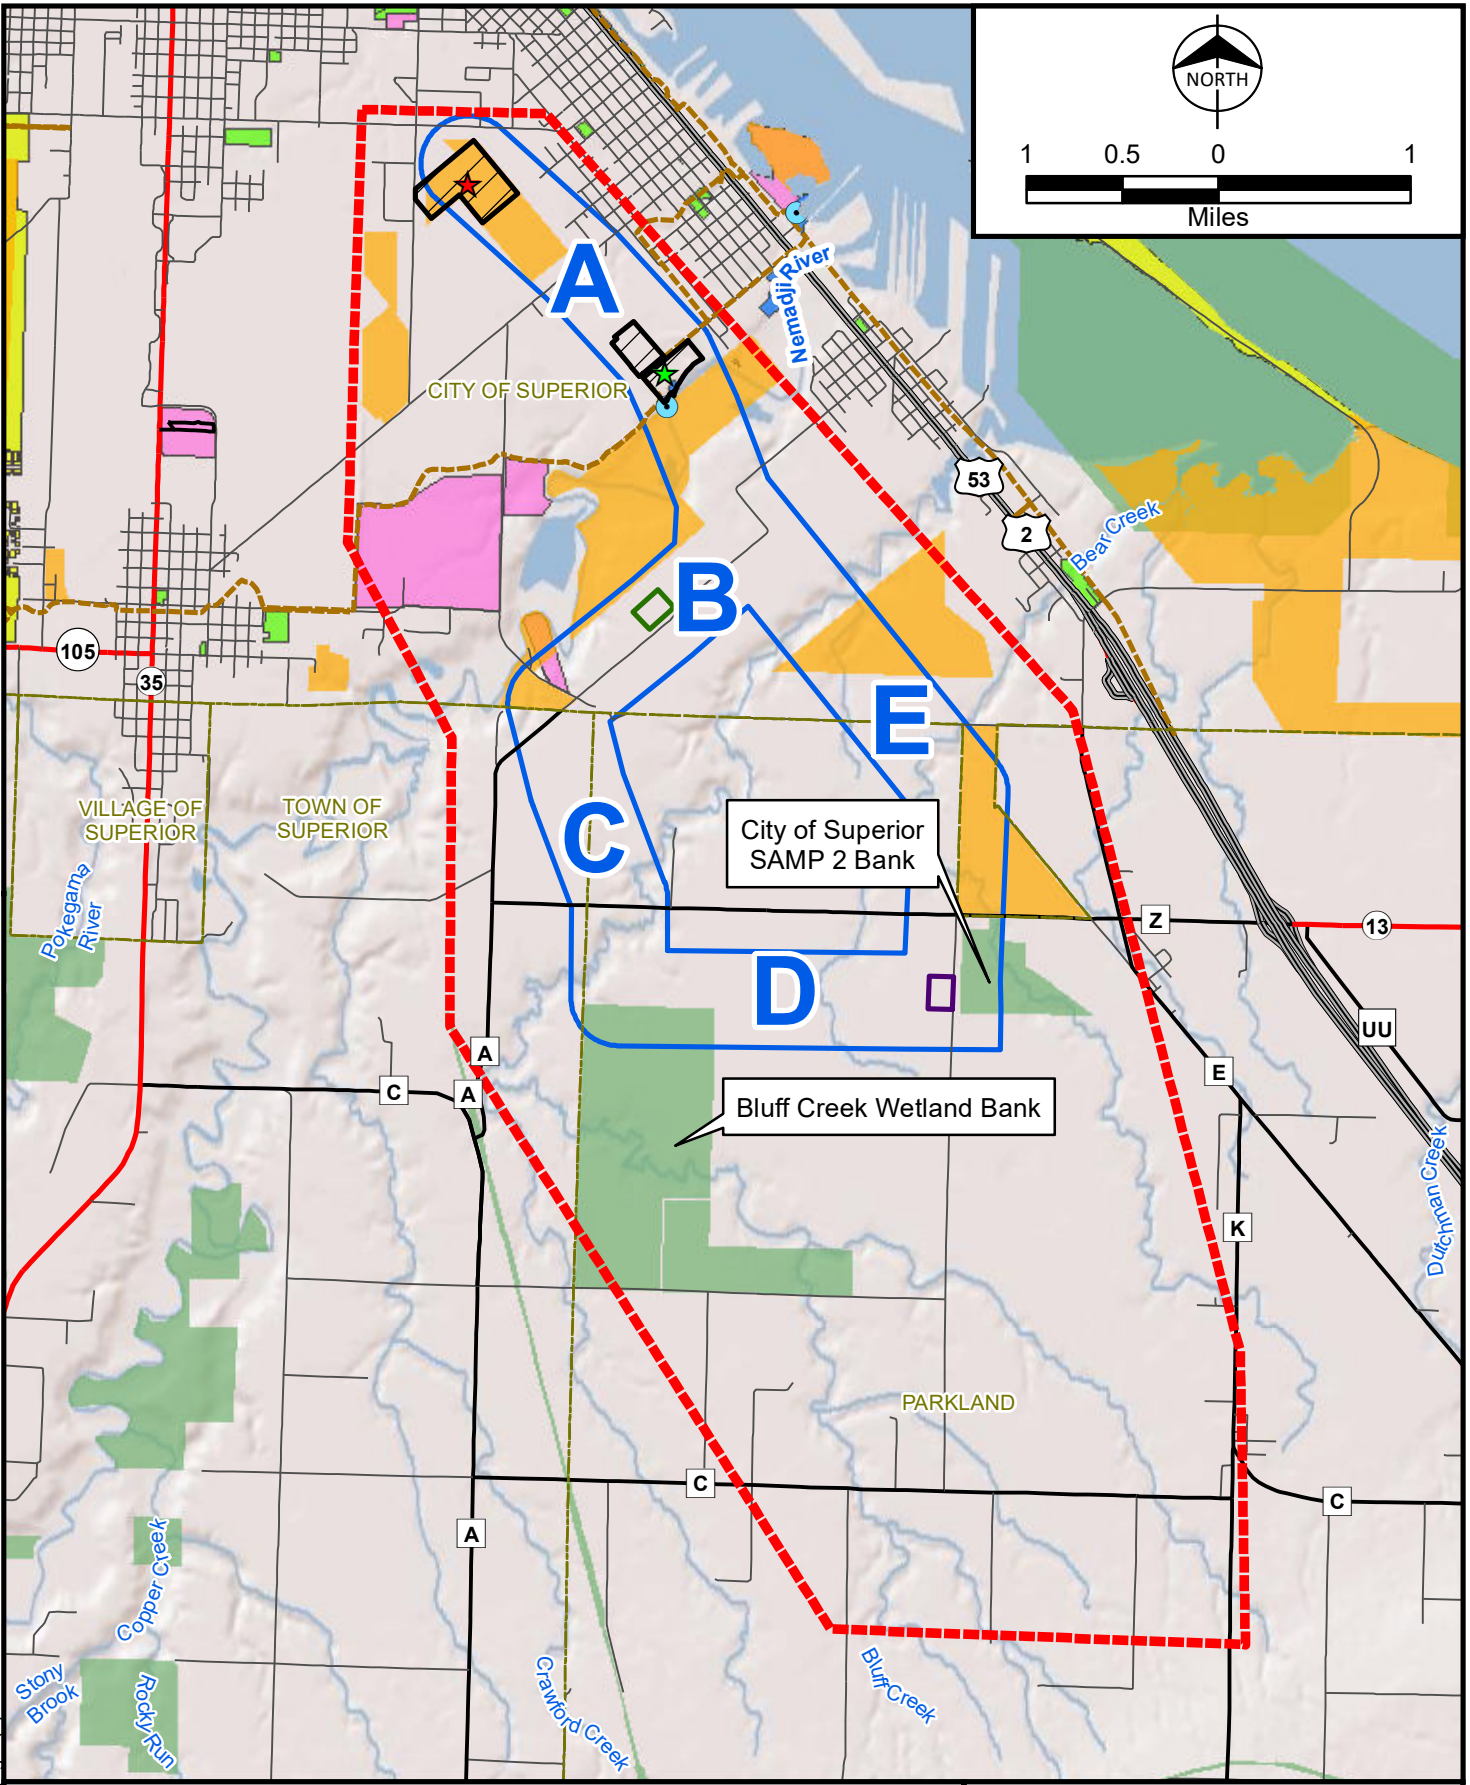 NORTH
1 0.5 0 1
Miles
A
Nemadji River
CITY OF SUPERIOR
53
2
Bear Creek
B
105
35
E
VILLAGE OF
SUPERIOR
TOWN OF
SUPERIOR
C
City of Superior
SAMP 2 Bank
Pokegama
River
Z
13
D
UU
A
E
C
A
Bluff Creek Wetland Bank
Dutchman Creek
K
PARKLAND
C
C
A
Copper Creek
Stony
Brook
Rocky Run
Crawford Creek
Bluff Creek